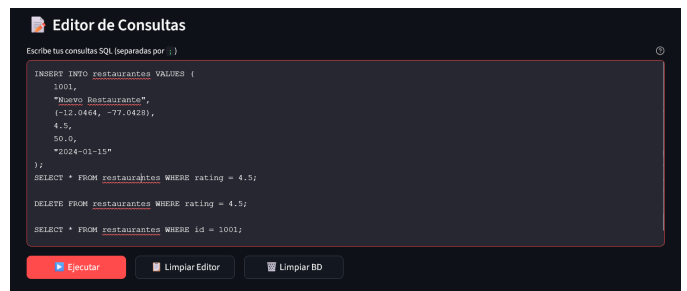 Editor de Consultas
Escribe tus consultas SQL (separadas por ; )
INSERT INTO restaurantes VALUES (
1001,
"Nuevo Restaurante",
(-12.0464, -77.0428),
4.5,
50.0,
"2024-01-15"
);
SELECT * FROM restaurantes WHERE rating = 4.5;
DELETE FROM restaurantes WHERE rating = 4.5;
SELECT * FROM restaurantes WHERE id = 1001;
Ejecutar Limpiar Editor Limpiar BD